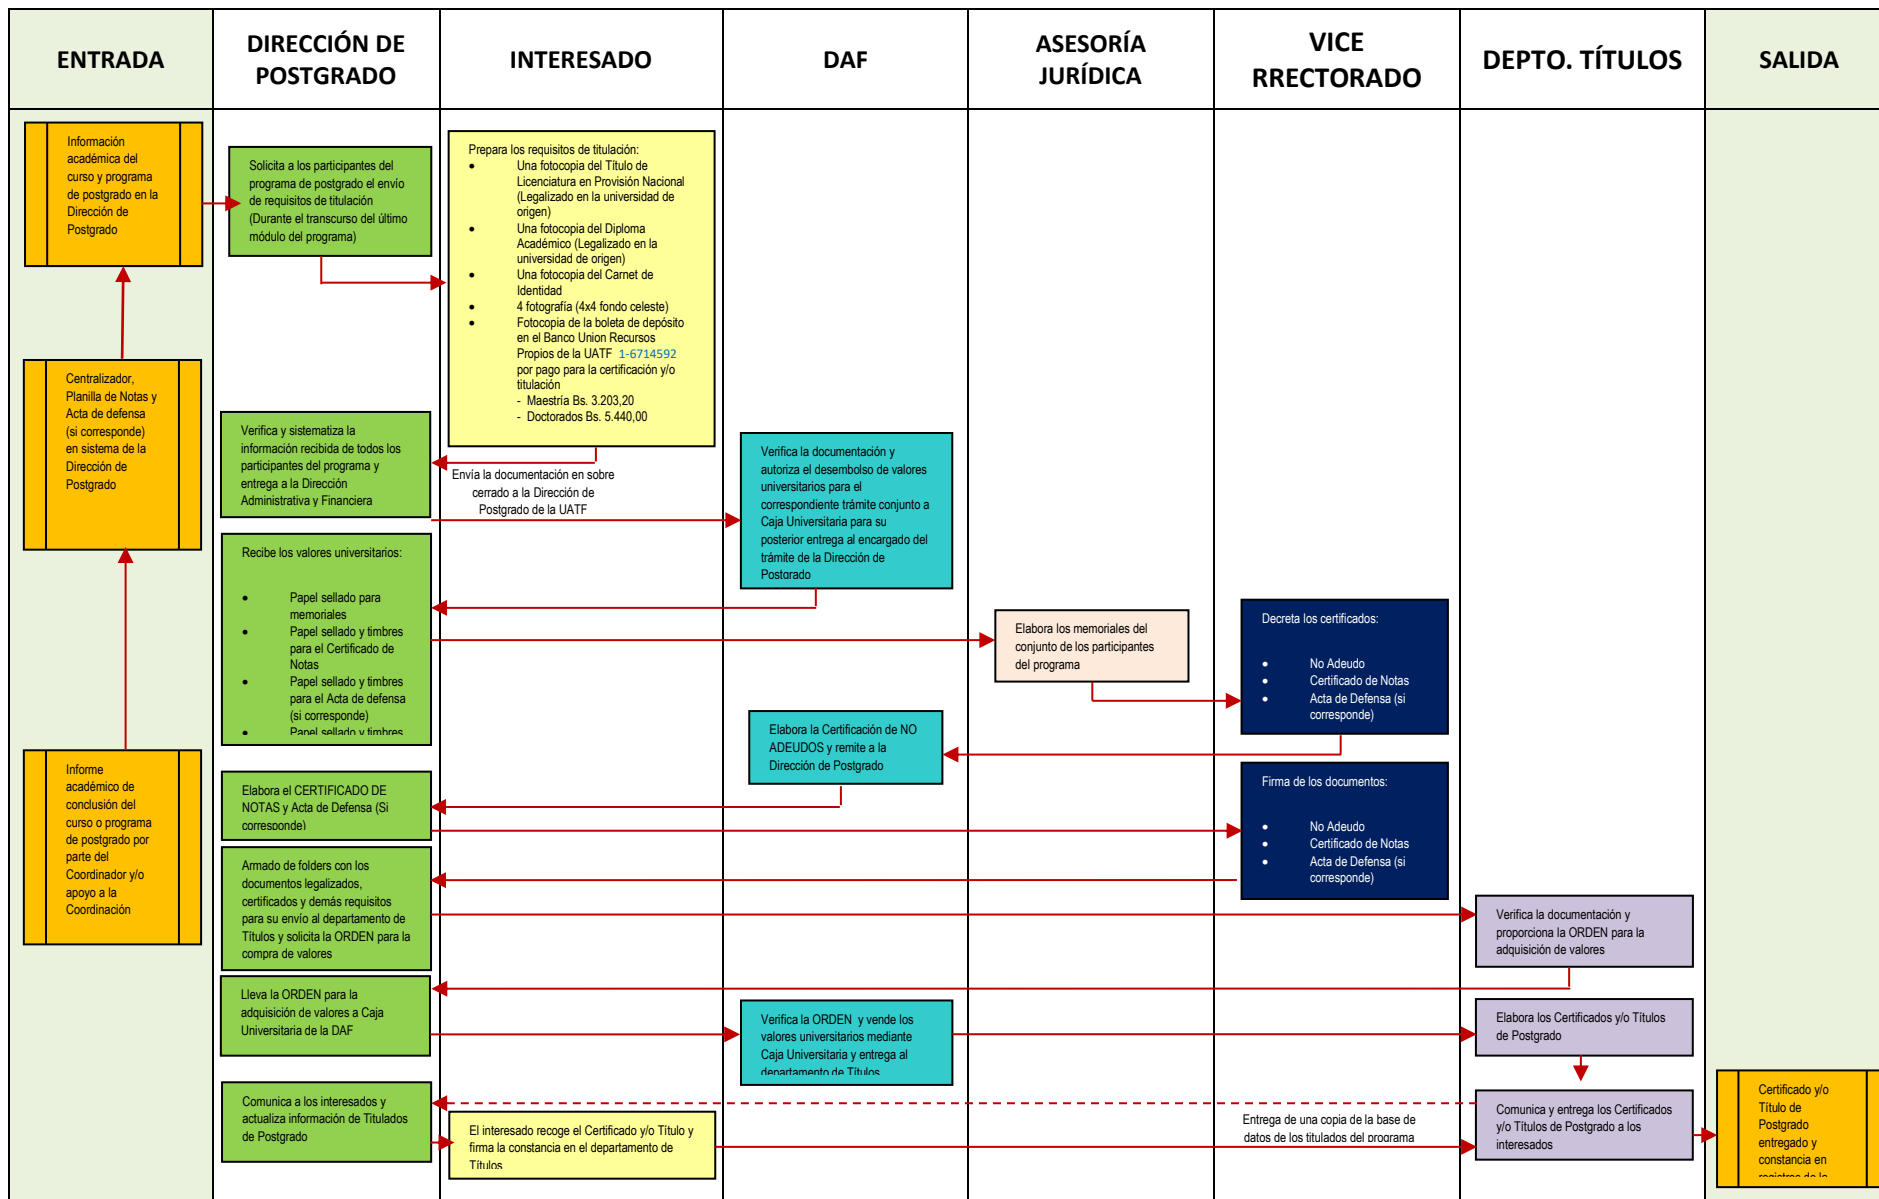 ENTRADA
DIRECCIÓN DE
POSTGRADO
INTERESADO
DAF
ASESORÍA
JURÍDICA
VICE
RRECTORADO
DEPTO. TÍTULOS
SALIDA
Información
académica del
curso y programa
de postgrado en la
Dirección de
Postgrado
Centralizador,
Planilla de Notas y
Acta de defensa
(si corresponde)
en sistema de la
Dirección de
Postgrado
Informe
académico de
conclusión del
curso o programa
de postgrado por
parte del
Coordinador y/o
apoyo a la
Coordinación
Solicita a los participantes del
programa de postgrado el envío
de requisitos de titulación
(Durante el transcurso del último
módulo del programa)
Prepara los requisitos de titulación:
• Una fotocopia del Título de
Licenciatura en Provisión Nacional
(Legalizado en la universidad de
origen)
• Una fotocopia del Diploma
Académico (Legalizado en la
universidad de origen)
• Una fotocopia del Carnet de
Identidad
• 4 fotografía (4x4 fondo celeste)
• Fotocopia de la boleta de depósito
en el Banco Union Recursos
Propios de la UATF 1-6714592
por pago para la certificación y/o
titulación
- Maestría Bs. 3.203,20
- Doctorados Bs. 5.440,00
Envía la documentación en sobre
cerrado a la Dirección de
Postgrado de la UATF
Verifica y sistematiza la
información recibida de todos los
participantes del programa y
entrega a la Dirección
Administrativa y Financiera
Verifica la documentación y
autoriza el desembolso de valores
universitarios para el
correspondiente trámite conjunto a
Caja Universitaria para su
posterior entrega al encargado del
trámite de la Dirección de
Postgrado
Recibe los valores universitarios:
• Papel sellado para
memoriales
• Papel sellado y timbres
para el Certificado de
Notas
• Papel sellado y timbres
para el Acta de defensa
(si corresponde)
• Papel sellado y timbres
Elabora los memoriales del
conjunto de los participantes
del programa
Decreta los certificados:
• No Adeudo
• Certificado de Notas
• Acta de Defensa (si
corresponde)
Elabora la Certificación de NO
ADEUDOS y remite a la
Dirección de Postgrado
Elabora el CERTIFICADO DE
NOTAS y Acta de Defensa (Si
corresponde)
Firma de los documentos:
• No Adeudo
• Certificado de Notas
• Acta de Defensa (si
corresponde)
Armado de folders con los
documentos legalizados,
certificados y demás requisitos
para su envío al departamento de
Títulos y solicita la ORDEN para la
compra de valores
Verifica la documentación y
proporciona la ORDEN para la
adquisición de valores
Lleva la ORDEN para la
adquisición de valores a Caja
Universitaria de la DAF
Verifica la ORDEN y vende los
valores universitarios mediante
Caja Universitaria y entrega al
departamento de Títulos
Elabora los Certificados y/o Títulos
de Postgrado
Comunica a los interesados y
actualiza información de Titulados
de Postgrado
El interesado recoge el Certificado y/o Título y
firma la constancia en el departamento de
Títulos
Entrega de una copia de la base de
datos de los titulados del programa
Comunica y entrega los Certificados
y/o Títulos de Postgrado a los
interesados
Certificado y/o
Título de
Postgrado
entregado y
constancia en
registros de la